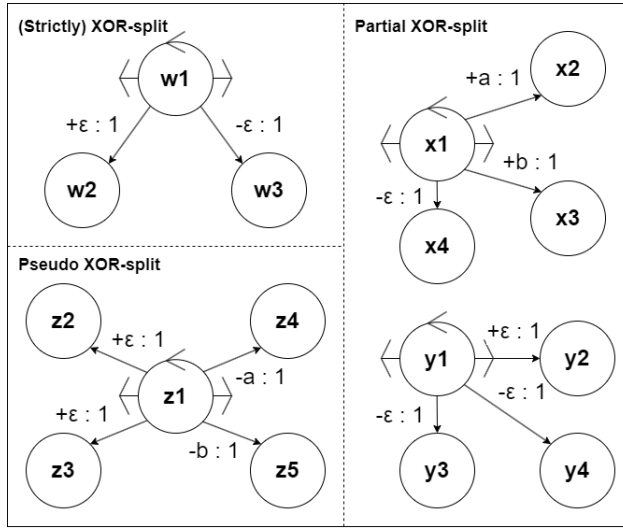 (Strictly) XOR-split
w1
+ε : 1
-ε : 1
w2
w3
Partial XOR-split
x2
+a : 1
x1
+b : 1
-ε : 1
x3
x4
Pseudo XOR-split
z2
z4
+ε : 1
-a : 1
z1
+ε : 1
-b : 1
z3
z5
+ε : 1
y1
y2
-ε : 1
-ε : 1
y3
y4